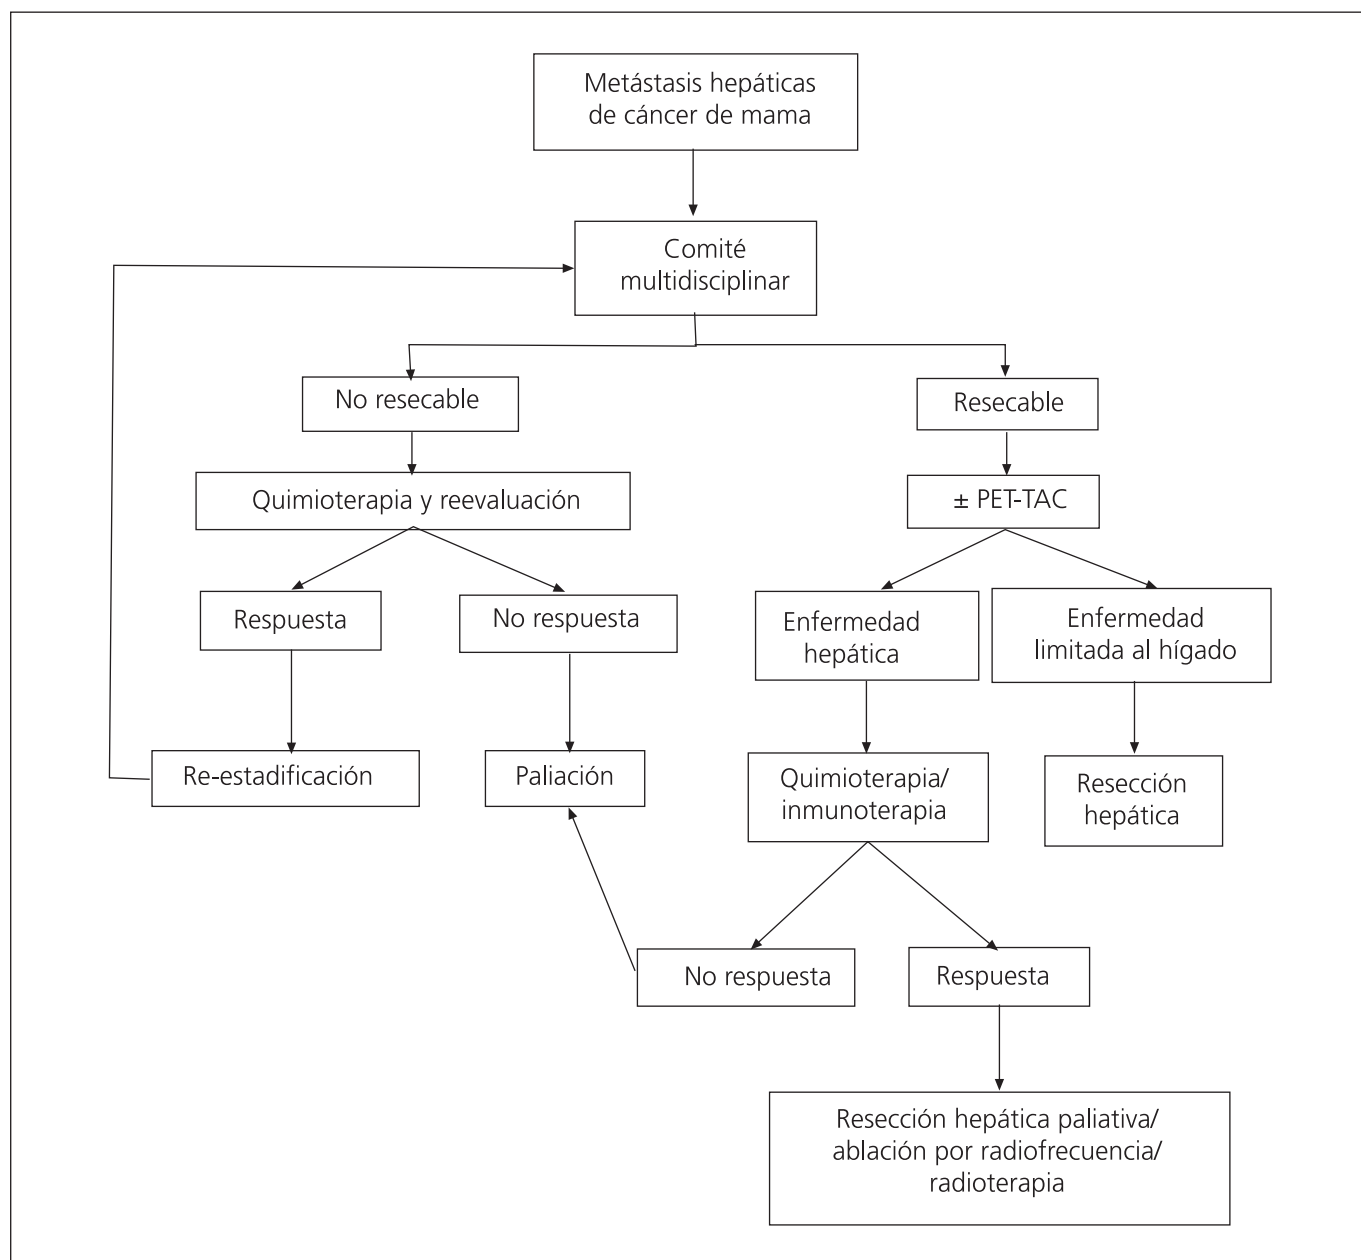 Metástasis hepáticas
de cáncer de mama
Comité
multidisciplinar
No resecable
Resecable
Quimioterapia y reevaluación
± PET-TAC
Respuesta
No respuesta
Enfermedad
hepática
Enfermedad
limitada al hígado
Re-estadificación
Paliación
Quimioterapia/
inmunoterapia
Resección
hepática
No respuesta
Respuesta
Resección hepática paliativa/
ablación por radiofrecuencia/
radioterapia